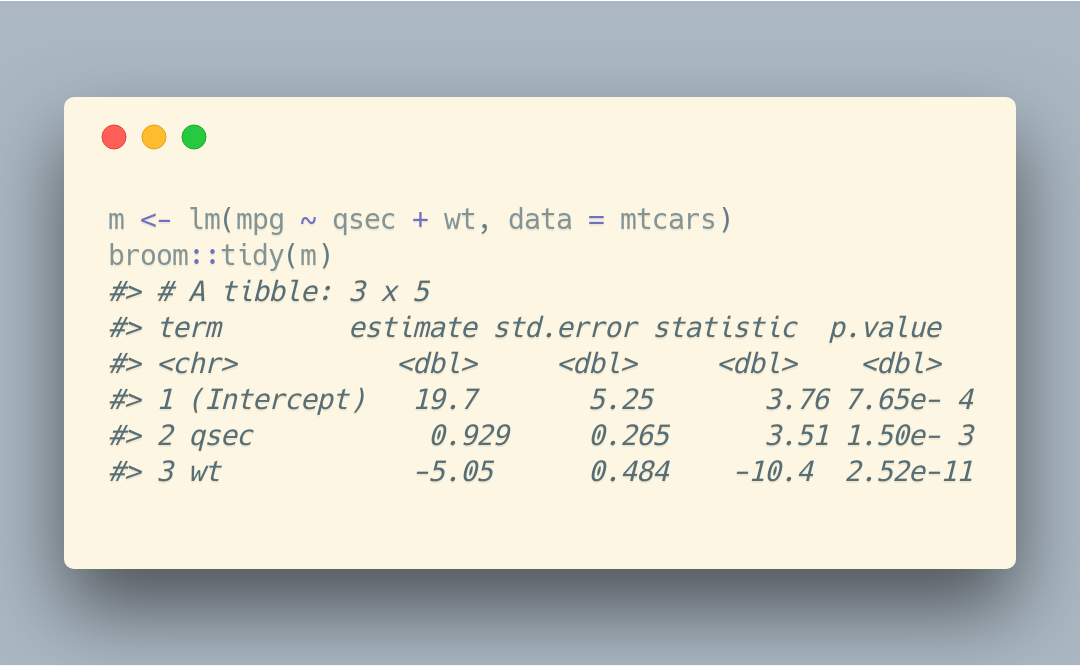 m <- lm(mpg ~ qsec + wt, data = mtcars)
broom::tidy(m)
#> # A tibble: 3 x 5
#> term        estimate std.error statistic  p.value
#> <chr>          <dbl>     <dbl>     <dbl>    <dbl>
#> 1 (Intercept)   19.7       5.25       3.76 7.65e- 4
#> 2 qsec           0.929     0.265      3.51 1.50e- 3
#> 3 wt            -5.05      0.484    -10.4  2.52e-11